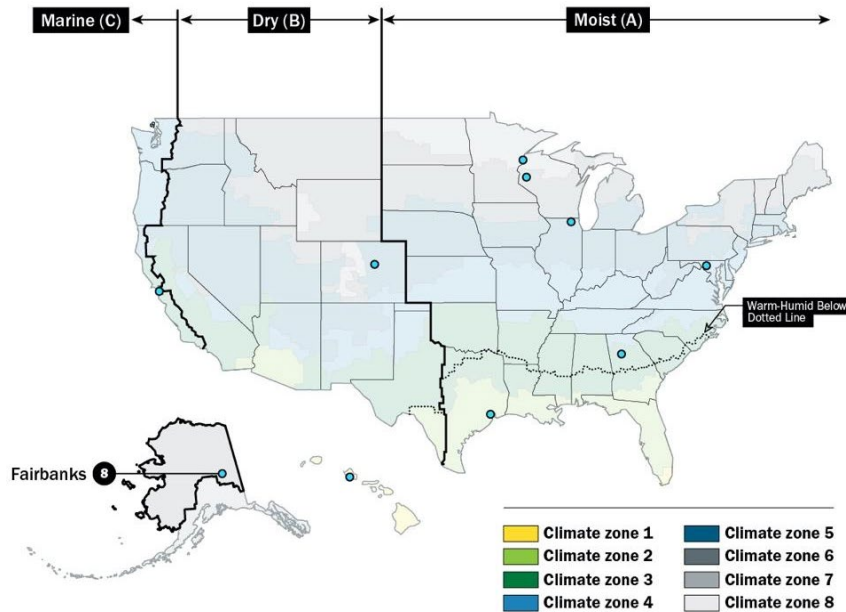 Marine (C)
Dry (B)
Moist (A)
Warm-Humid Below
Dotted Line
Fairbanks 8
Climate zone 1
Climate zone 2
Climate zone 3
Climate zone 4
Climate zone 5
Climate zone 6
Climate zone 7
Climate zone 8